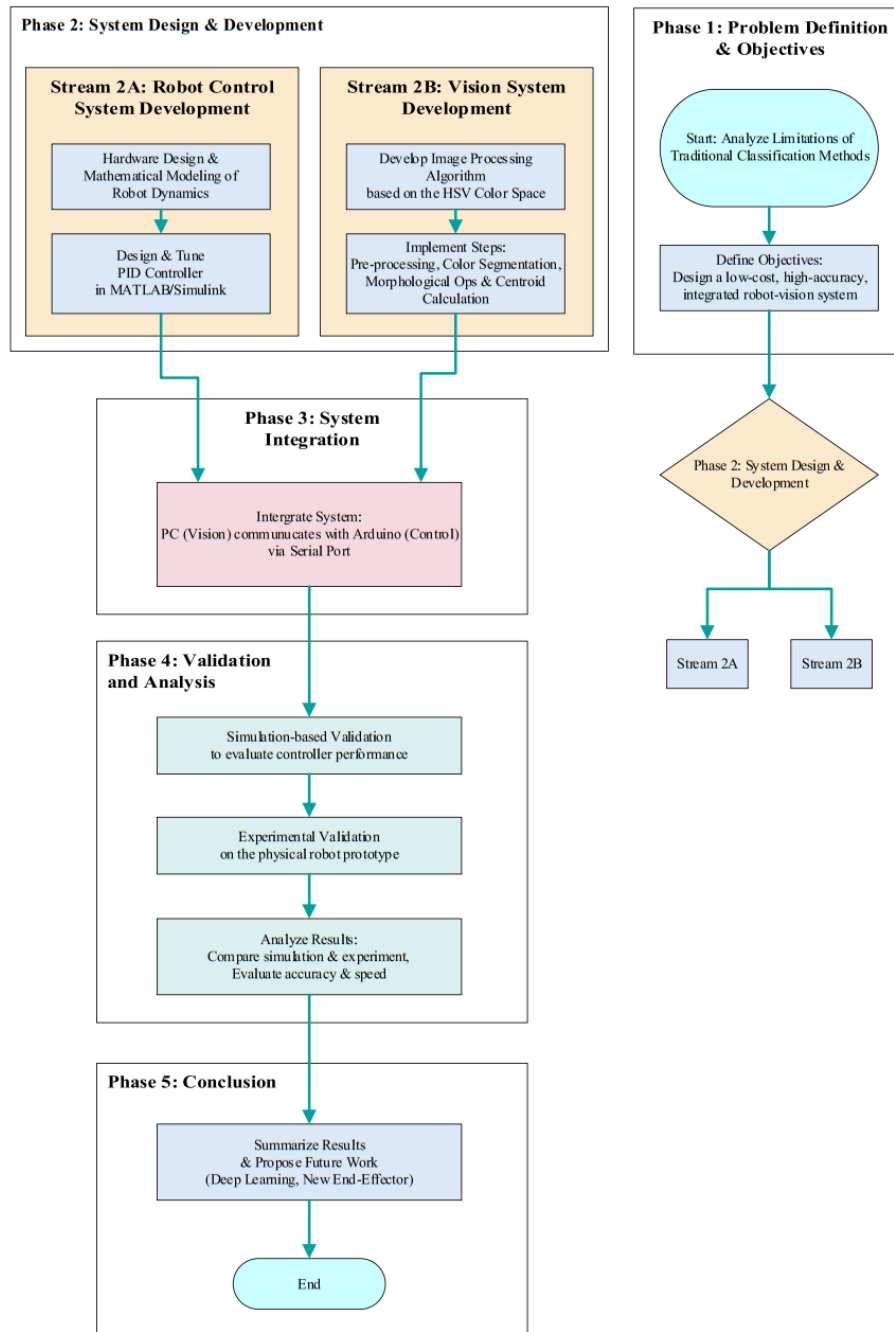 Phase 2: System Design & Development
Stream 2A: Robot Control
System Development
Hardware Design &
Mathematical Modeling of
Robot Dynamics
Design & Tune
PID Controller
in MATLAB/Simulink
Stream 2B: Vision System
Development
Develop Image Processing
Algorithm
based on the HSV Color Space
Implement Steps:
Pre-processing, Color Segmentation,
Morphological Ops & Centroid
Calculation
Phase 1: Problem Definition
& Objectives
Start: Analyze Limitations of
Traditional Classification Methods
Define Objectives:
Design a low-cost, high-accuracy,
integrated robot-vision system
Phase 2: System Design &
Development
Stream 2A
Stream 2B
Phase 3: System
Integration
Intergrate System:
PC (Vision) communucates with Arduino (Control)
via Serial Port
Phase 4: Validation
and Analysis
Simulation-based Validation
to evaluate controller performance
Experimental Validation
on the physical robot prototype
Analyze Results:
Compare simulation & experiment,
Evaluate accuracy & speed
Phase 5: Conclusion
Summarize Results
& Propose Future Work
(Deep Learning, New End-Effector)
End